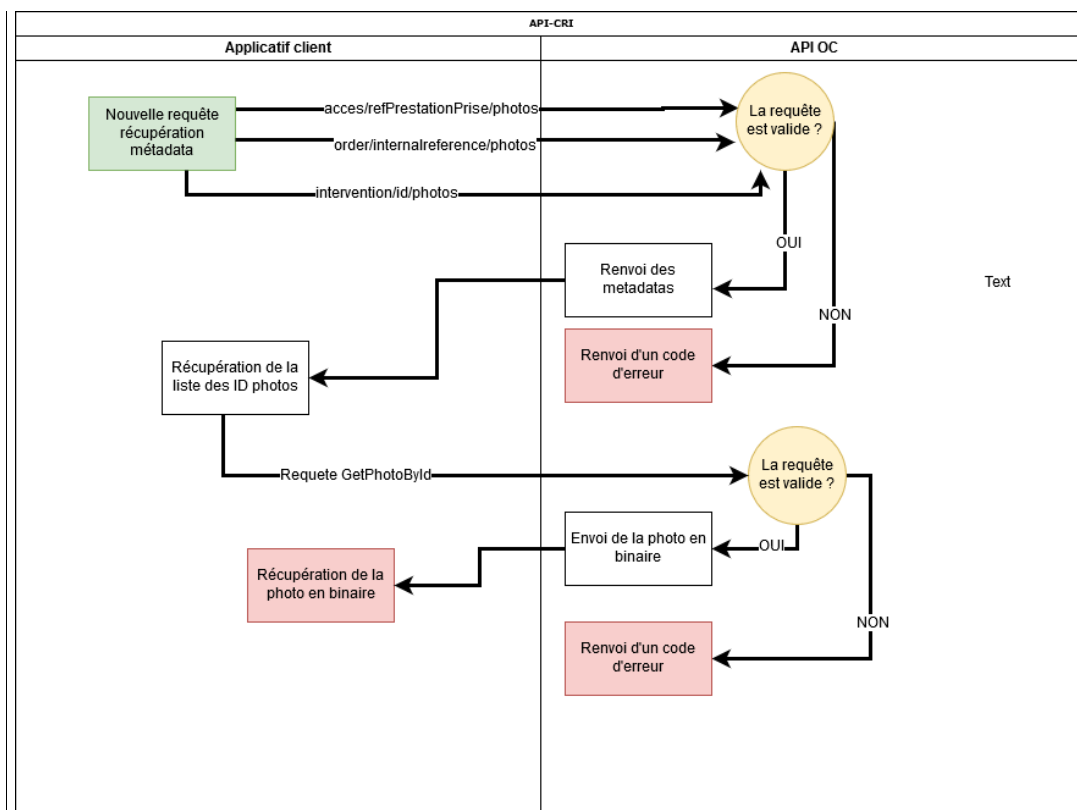 API-CRI
Applicatif client
API OC
Nouvelle requête
récupération
métadata
acces/refPrestationPrise/photos
order/internalreference/photos
intervention/id/photos
La requête
est valide ?
OUI
NON
Renvoi des
metadatas
Text
Renvoi d'un code
d'erreur
Récupération de la
liste des ID photos
Requete GetPhotoById
La requête
est valide ?
OUI
NON
Envoi de la photo en
binaire
Récupération de la
photo en binaire
Renvoi d'un code
d'erreur